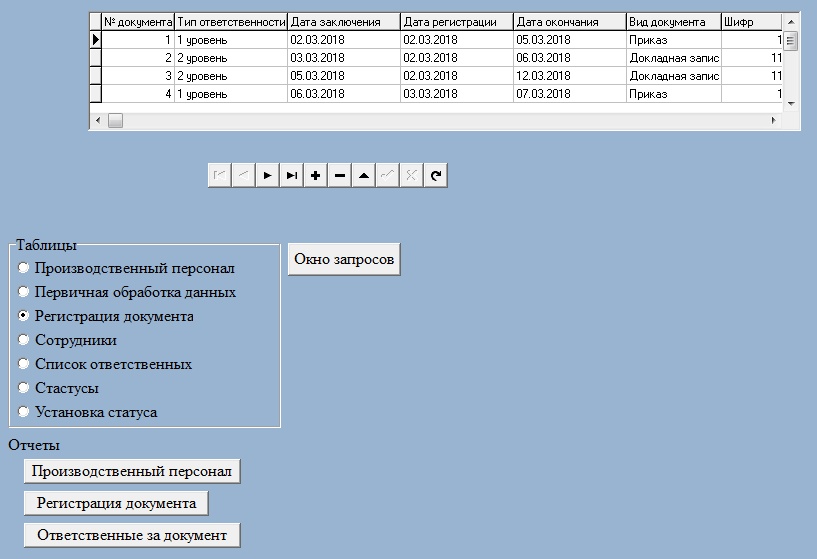 № документа Тип ответственности Дата заключения Дата регистрации Дата окончания Вид документа Шифр
1 1 уровень 02.03.2018 02.03.2018 05.03.2018 Приказ 1
2 2 уровень 03.03.2018 02.03.2018 06.03.2018 Докладная запис 11
3 2 уровень 05.03.2018 02.03.2018 12.03.2018 Докладная запис 11
4 1 уровень 06.03.2018 03.03.2018 07.03.2018 Приказ 1
Таблицы
Окно запросов
Производственный персонал
Первичная обработка данных
Регистрация документа
Сотрудники
Список ответственных
Стастусы
Установка статуса
Отчеты
Производственный персонал
Регистрация документа
Ответственные за документ